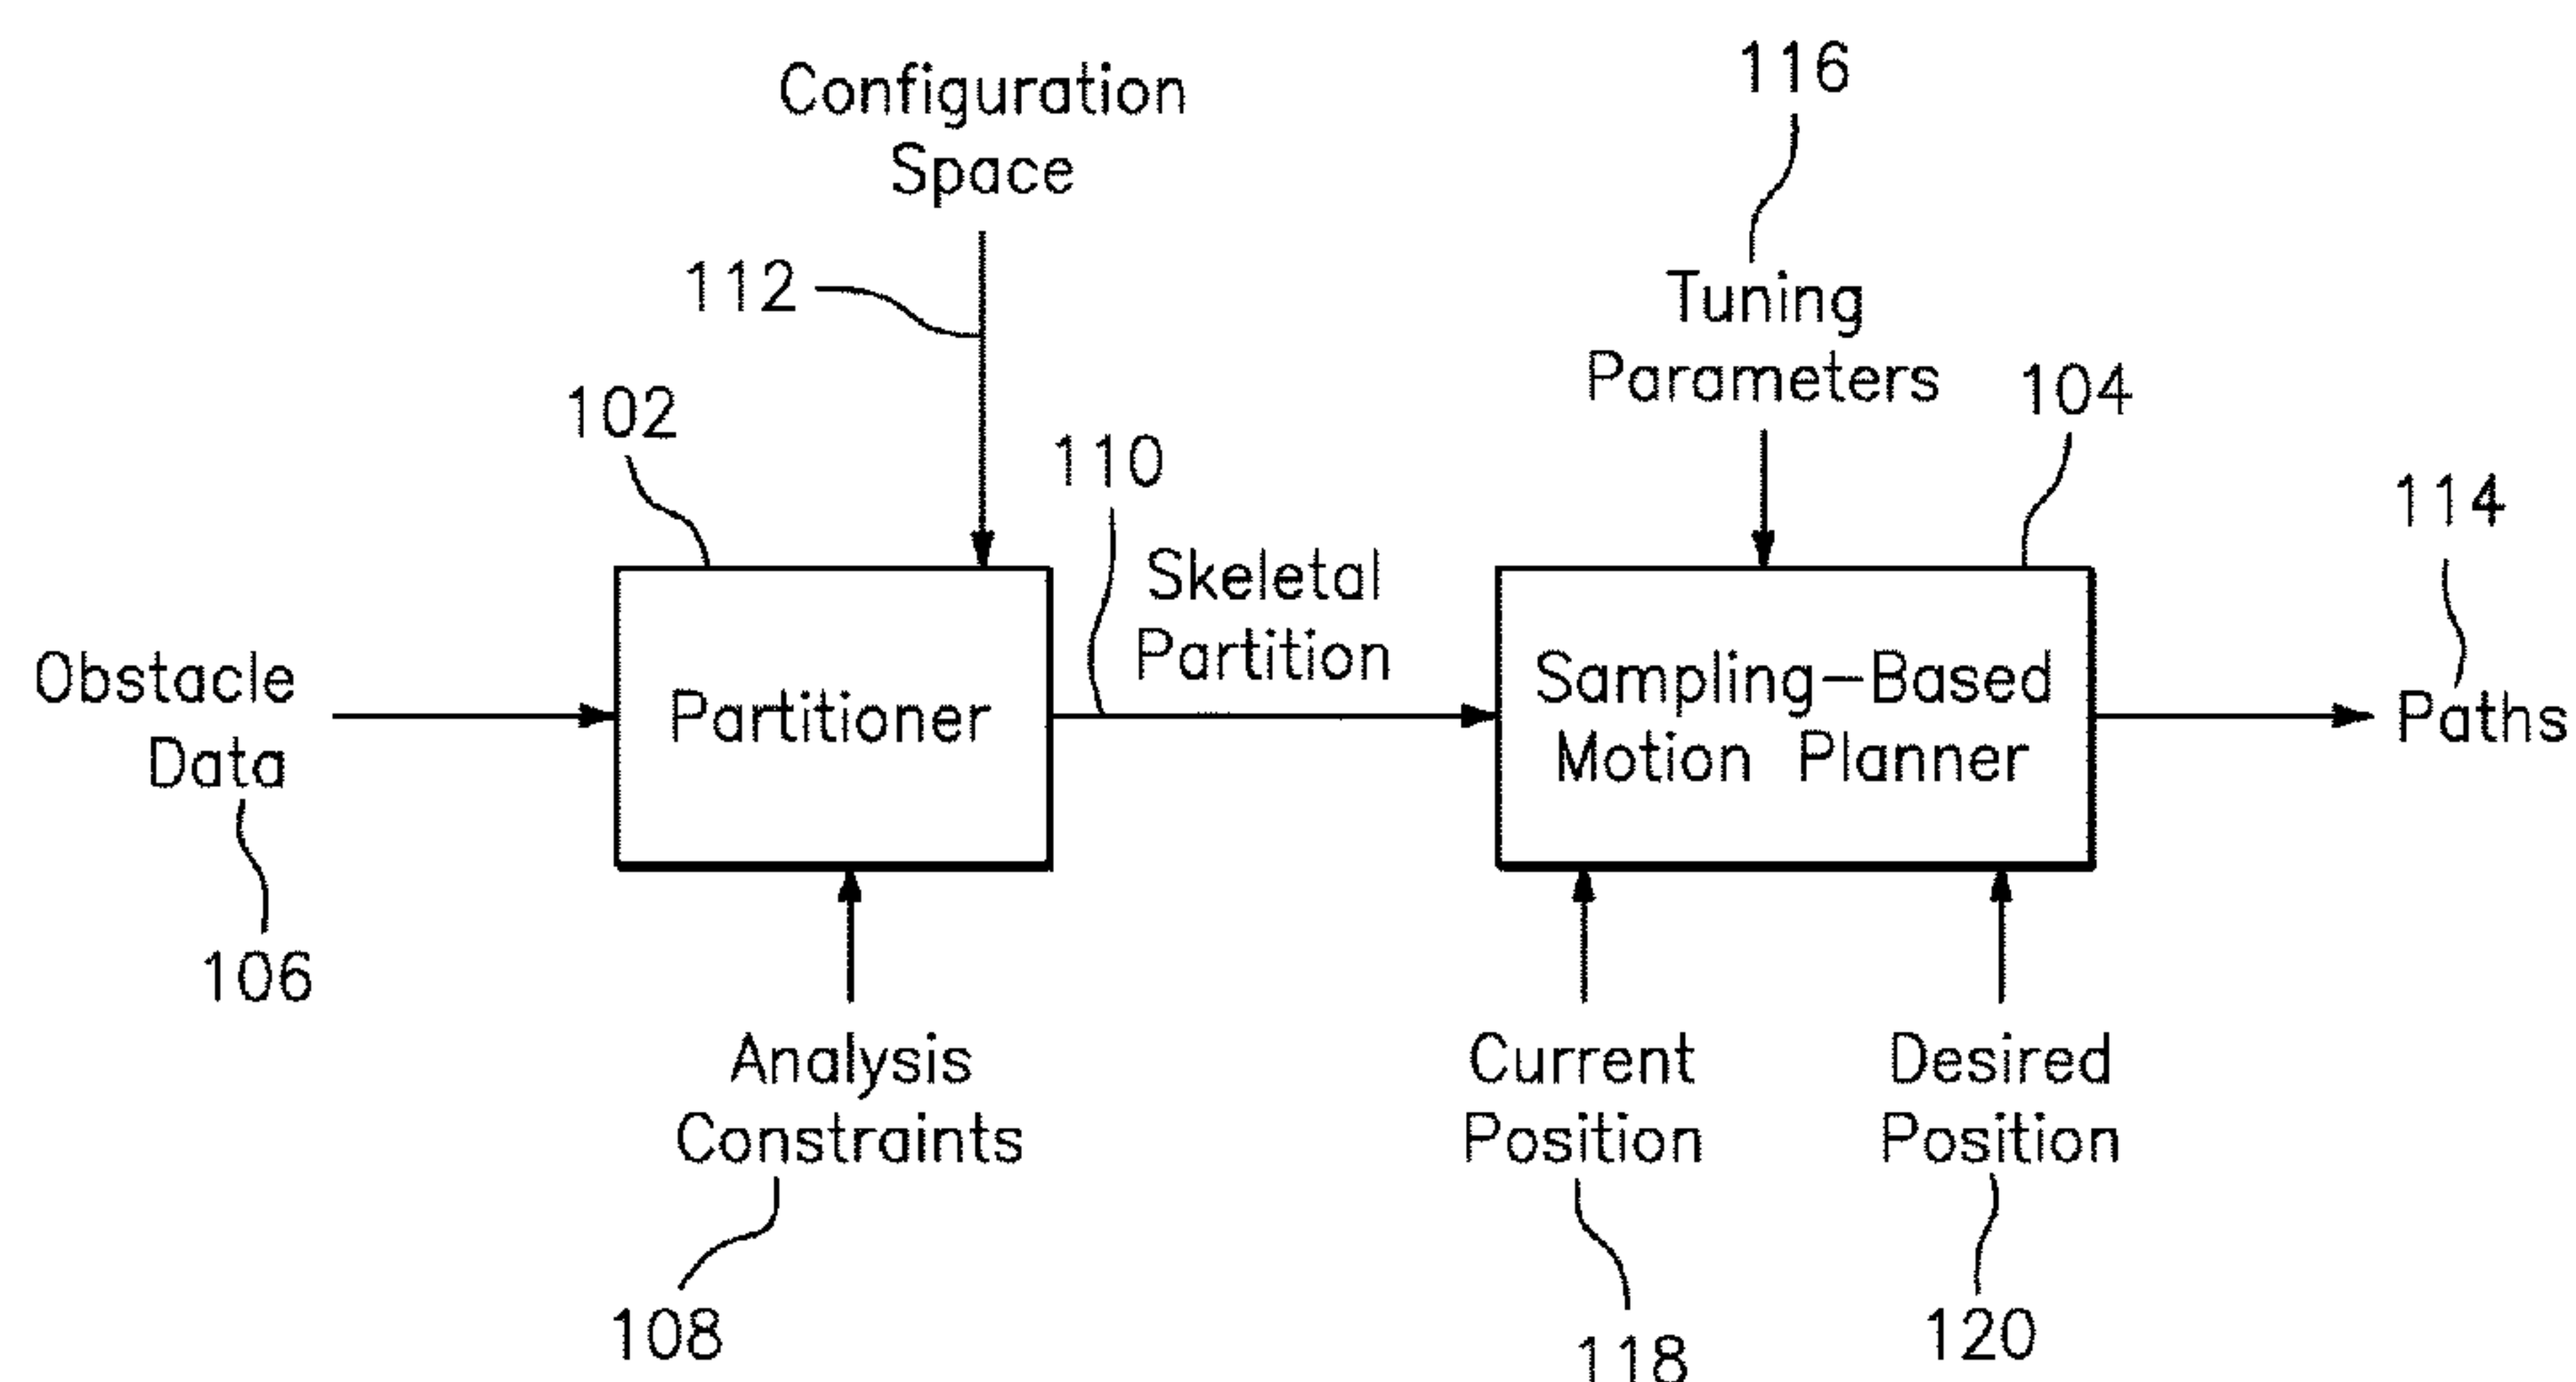 116
Configuration
Space
112
Tuning
Parameters
102
104
110
114
Skeletal
Partition
Obstacle
Data
Partitioner
Sampling-Based
Motion Planner
Paths
106
Analysis
Constraints
Current
Position
Desired
Position
108
118
120